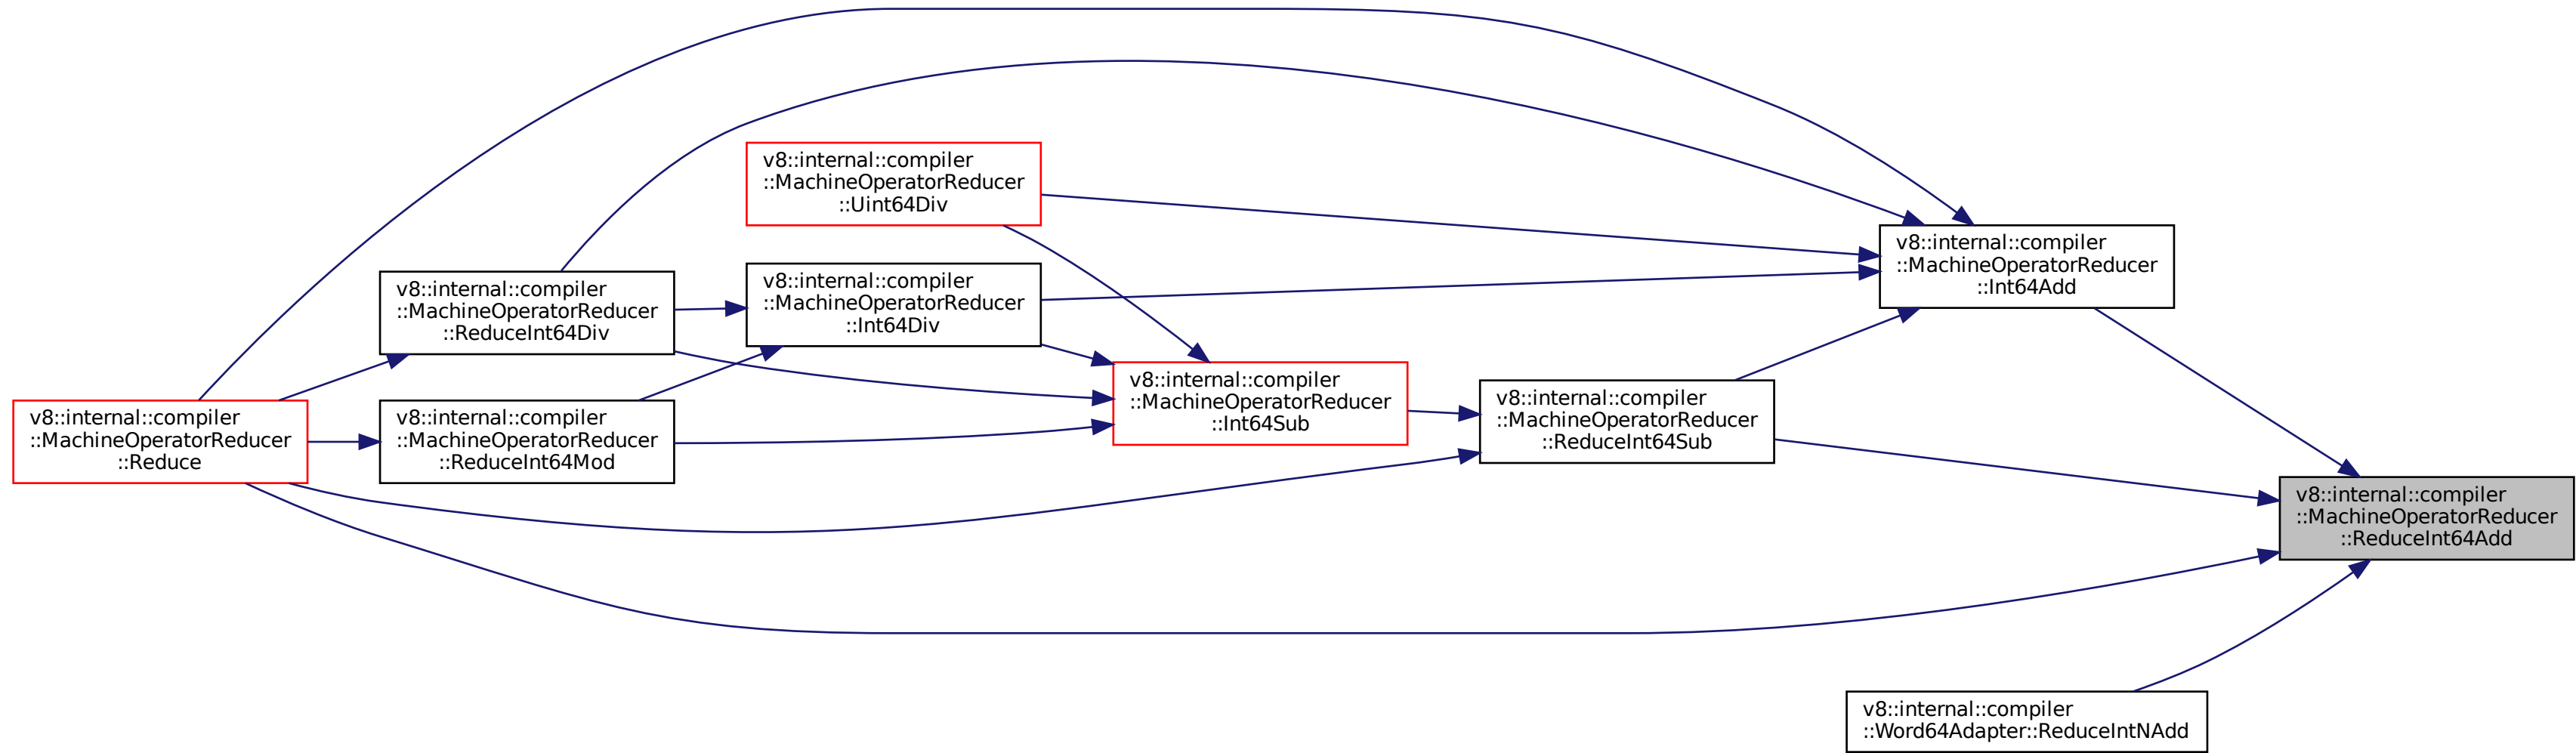 v8::internal::compiler
::MachineOperatorReducer
::Uint64Div
v8::internal::compiler
::MachineOperatorReducer
::Int64Add
v8::internal::compiler
::MachineOperatorReducer
::ReduceInt64Div
v8::internal::compiler
::MachineOperatorReducer
::Int64Div
v8::internal::compiler
::MachineOperatorReducer
::Int64Sub
v8::internal::compiler
::MachineOperatorReducer
::ReduceInt64Sub
v8::internal::compiler
::MachineOperatorReducer
::Reduce
v8::internal::compiler
::MachineOperatorReducer
::ReduceInt64Mod
v8::internal::compiler
::MachineOperatorReducer
::ReduceInt64Add
v8::internal::compiler
::Word64Adapter::ReduceIntNAdd